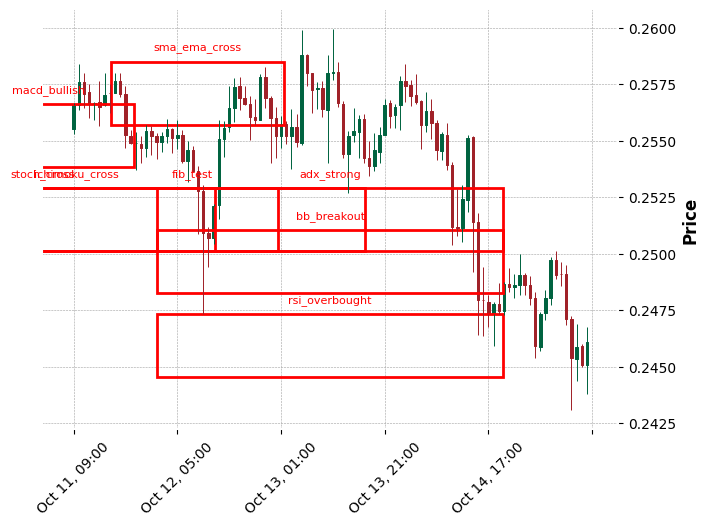 sma_ema_cross
macd_bullish
stoch_cross
ichimoku_cross
fib_test
adx_strong
bb_breakout
rsi_overbought
0.2600
0.2575
0.2550
0.2525
0.2500
0.2475
0.2450
0.2425
Price
Oct 11, 09:00
Oct 12, 05:00
Oct 13, 01:00
Oct 13, 21:00
Oct 14, 17:00